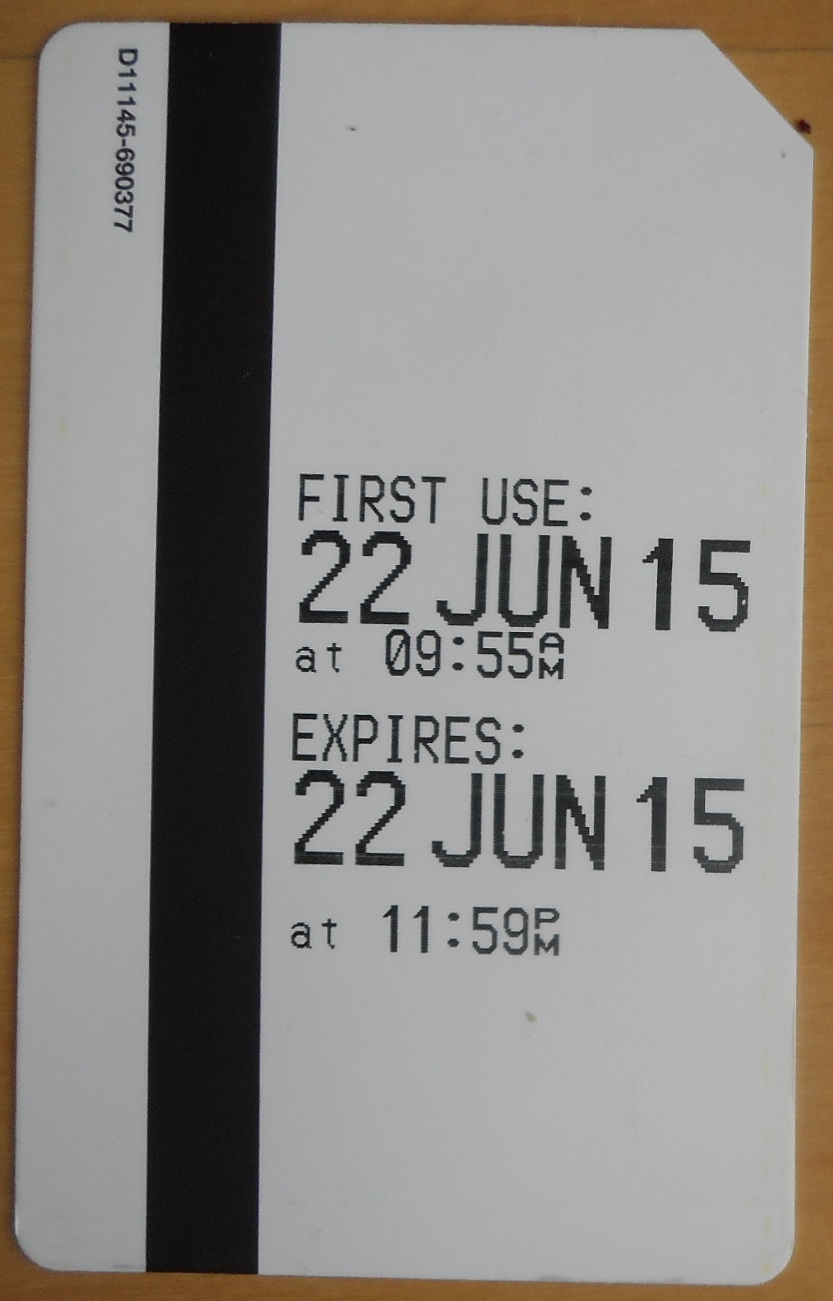 D11145-690377
FIRST USE:
22 JUN 15
at 09:55AM
EXPIRES:
22 JUN 15
at 11:59PM